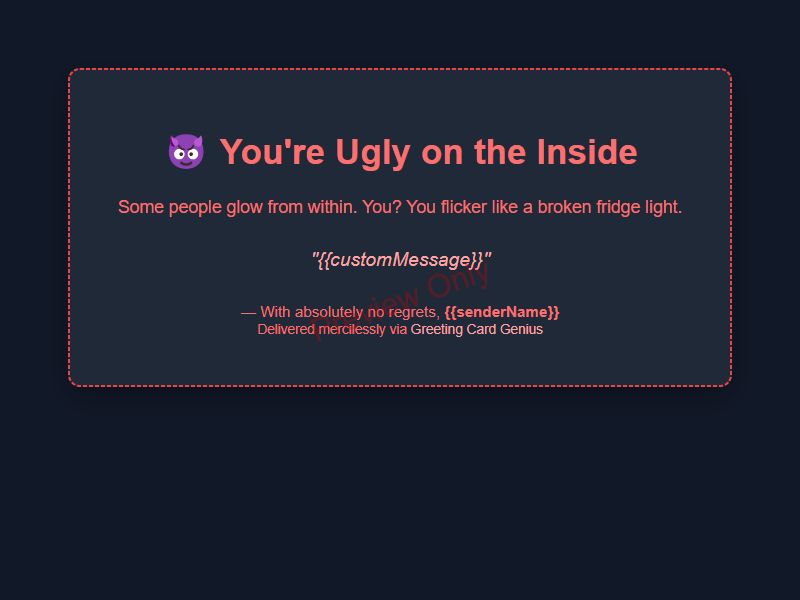 😈 You're Ugly on the Inside
Some people glow from within. You? You flicker like a broken fridge light.
"{{customMessage}}"
Preview Only
— With absolutely no regrets, {{senderName}}
Delivered mercilessly via Greeting Card Genius